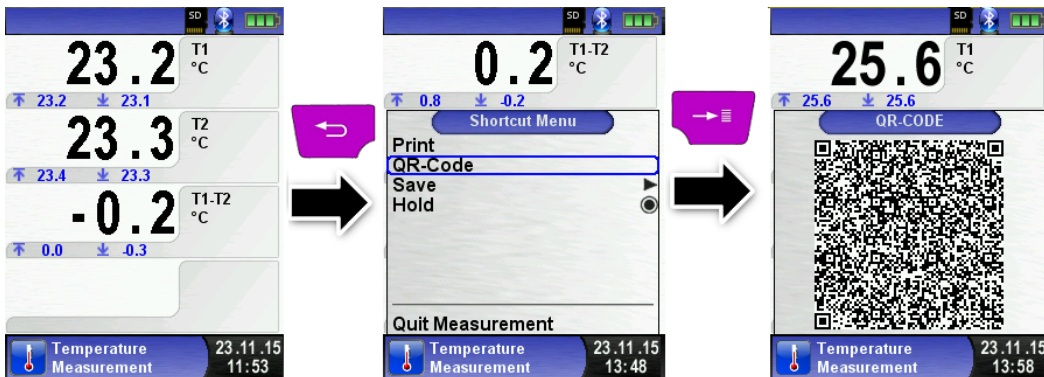 SD
23.2
T1
°C
23.2 23.1
23.3
T2
°C
23.4 23.3
-0.2
T1-T2
°C
0.0 -0.3
Temperature
Measurement
23.11.15
11:53
SD
0.2
T1-T2
°C
0.8 -0.2
Shortcut Menu
Print
QR-Code
Save
Hold
Quit Measurement
Temperature
Measurement
23.11.15
13:48
SD
25.6
T1
°C
25.6 25.6
QR-CODE
Temperature
Measurement
23.11.15
13:58